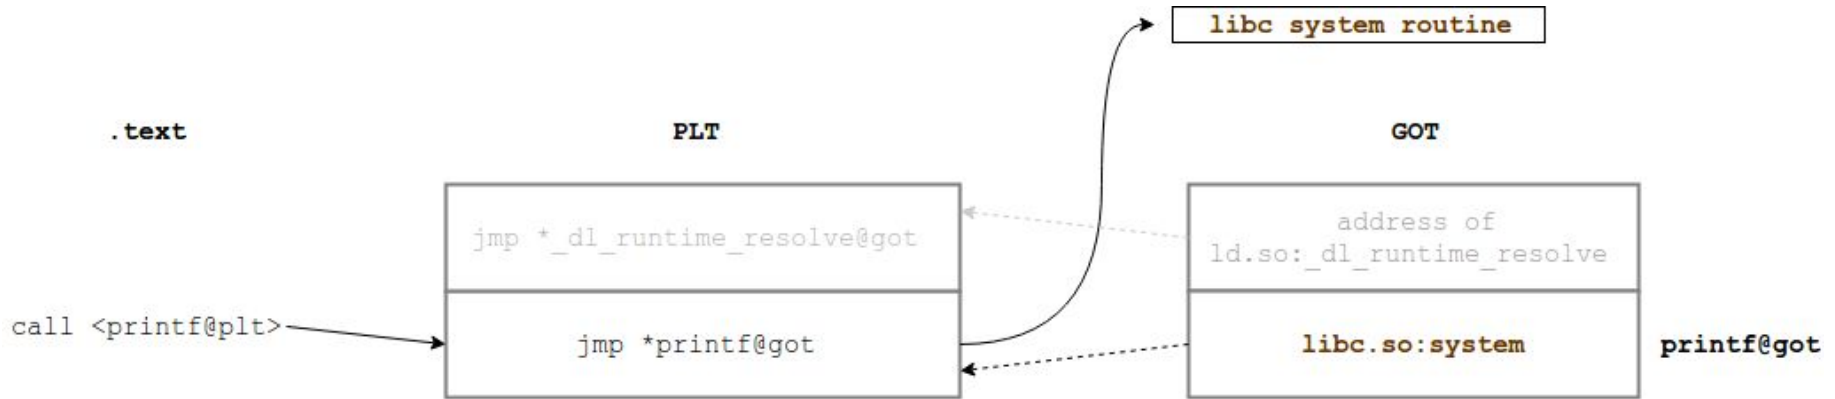 libc system routine
.text
PLT
GOT
jmp *_dl_runtime_resolve@got
address of
ld.so:_dl_runtime_resolve
call <printf@plt>
jmp *printf@got
libc.so:system
printf@got